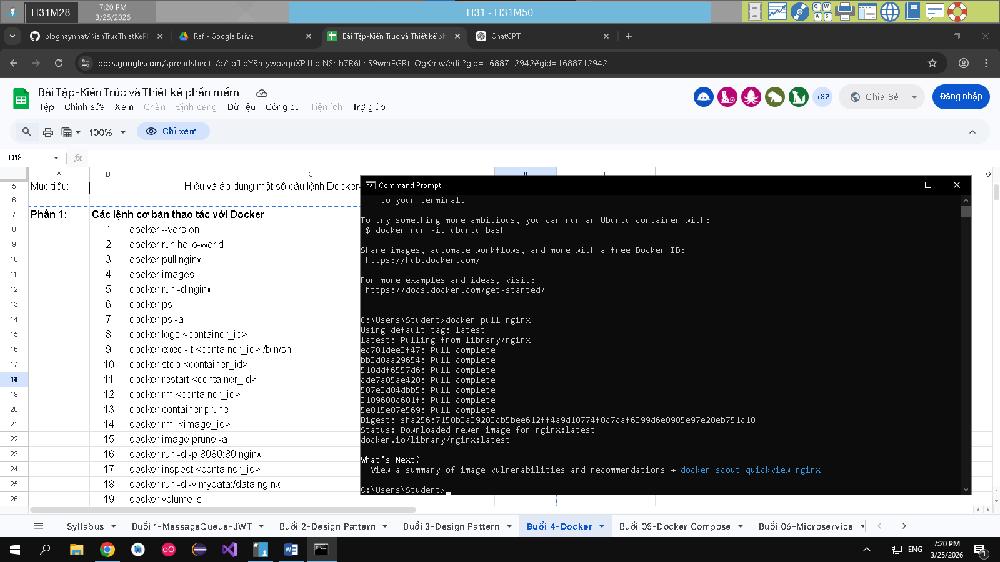 H31M28
7:20 PM
3/25/2026
H31 - H31M50
bloghaynhat/KienTrucThietKeP
Ref - Google Drive
Bài Tập-Kiến Trúc và Thiết kế ph
ChatGPT
docs.google.com/spreadsheets/d/1bfLdY9mywovqnXP1LbINSrIh7R6LhS9wmFGRtLOgKmw/edit?gid=1688712942#gid=1688712942
Bài Tập-Kiến Trúc và Thiết kế phần mềm
+32
Chia Sẻ
Đăng nhập
Tệp Chỉnh sửa Xem Chèn Định dạng Dữ liệu Công cụ Tiện ích Trợ giúp
100%
Chỉ xem
D18
fx
A B C D E F G
5 Mục tiêu: Hiểu và áp dụng một số câu lệnh Docker-
6
7 Phần 1: Các lệnh cơ bản thao tác với Docker
8 1 docker --version
9 2 docker run hello-world
10 3 docker pull nginx
11 4 docker images
12 5 docker run -d nginx
13 6 docker ps
14 7 docker ps -a
15 8 docker logs <container_id>
16 9 docker exec -it <container_id> /bin/sh
17 10 docker stop <container_id>
18 11 docker restart <container_id>
19 12 docker rm <container_id>
20 13 docker container prune
21 14 docker rmi <image_id>
22 15 docker image prune -a
23 16 docker run -d -p 8080:80 nginx
24 17 docker inspect <container_id>
25 18 docker run -d -v mydata:/data nginx
26 19 docker volume ls
Command Prompt
to your terminal.
To try something more ambitious, you can run an Ubuntu container with:
$ docker run -it ubuntu bash
Share images, automate workflows, and more with a free Docker ID:
https://hub.docker.com/
For more examples and ideas, visit:
https://docs.docker.com/get-started/
C:\Users\Student>docker pull nginx
Using default tag: latest
latest: Pulling from library/nginx
ec781dee3f47: Pull complete
bb3d0aa29654: Pull complete
510ddf6557d6: Pull complete
cde7a05ae428: Pull complete
587e3d84dbb5: Pull complete
3189680c601f: Pull complete
5e815e07e569: Pull complete
Digest: sha256:7150b3a39203cb5bee612ff4a9d18774f8c7caf6399d6e8985e97e28eb751c18
Status: Downloaded newer image for nginx:latest
docker.io/library/nginx:latest
What's Next?
View a summary of image vulnerabilities and recommendations → docker scout quickview nginx
C:\Users\Student>
Syllabus
Buổi 1-MessageQueue-JWT
Buổi 2-Design Pattern
Buổi 3-Design Pattern
Buổi 4-Docker
Buổi 05-Docker Compose
Buổi 06-Microservice
ENG
7:20 PM
3/25/2026
1